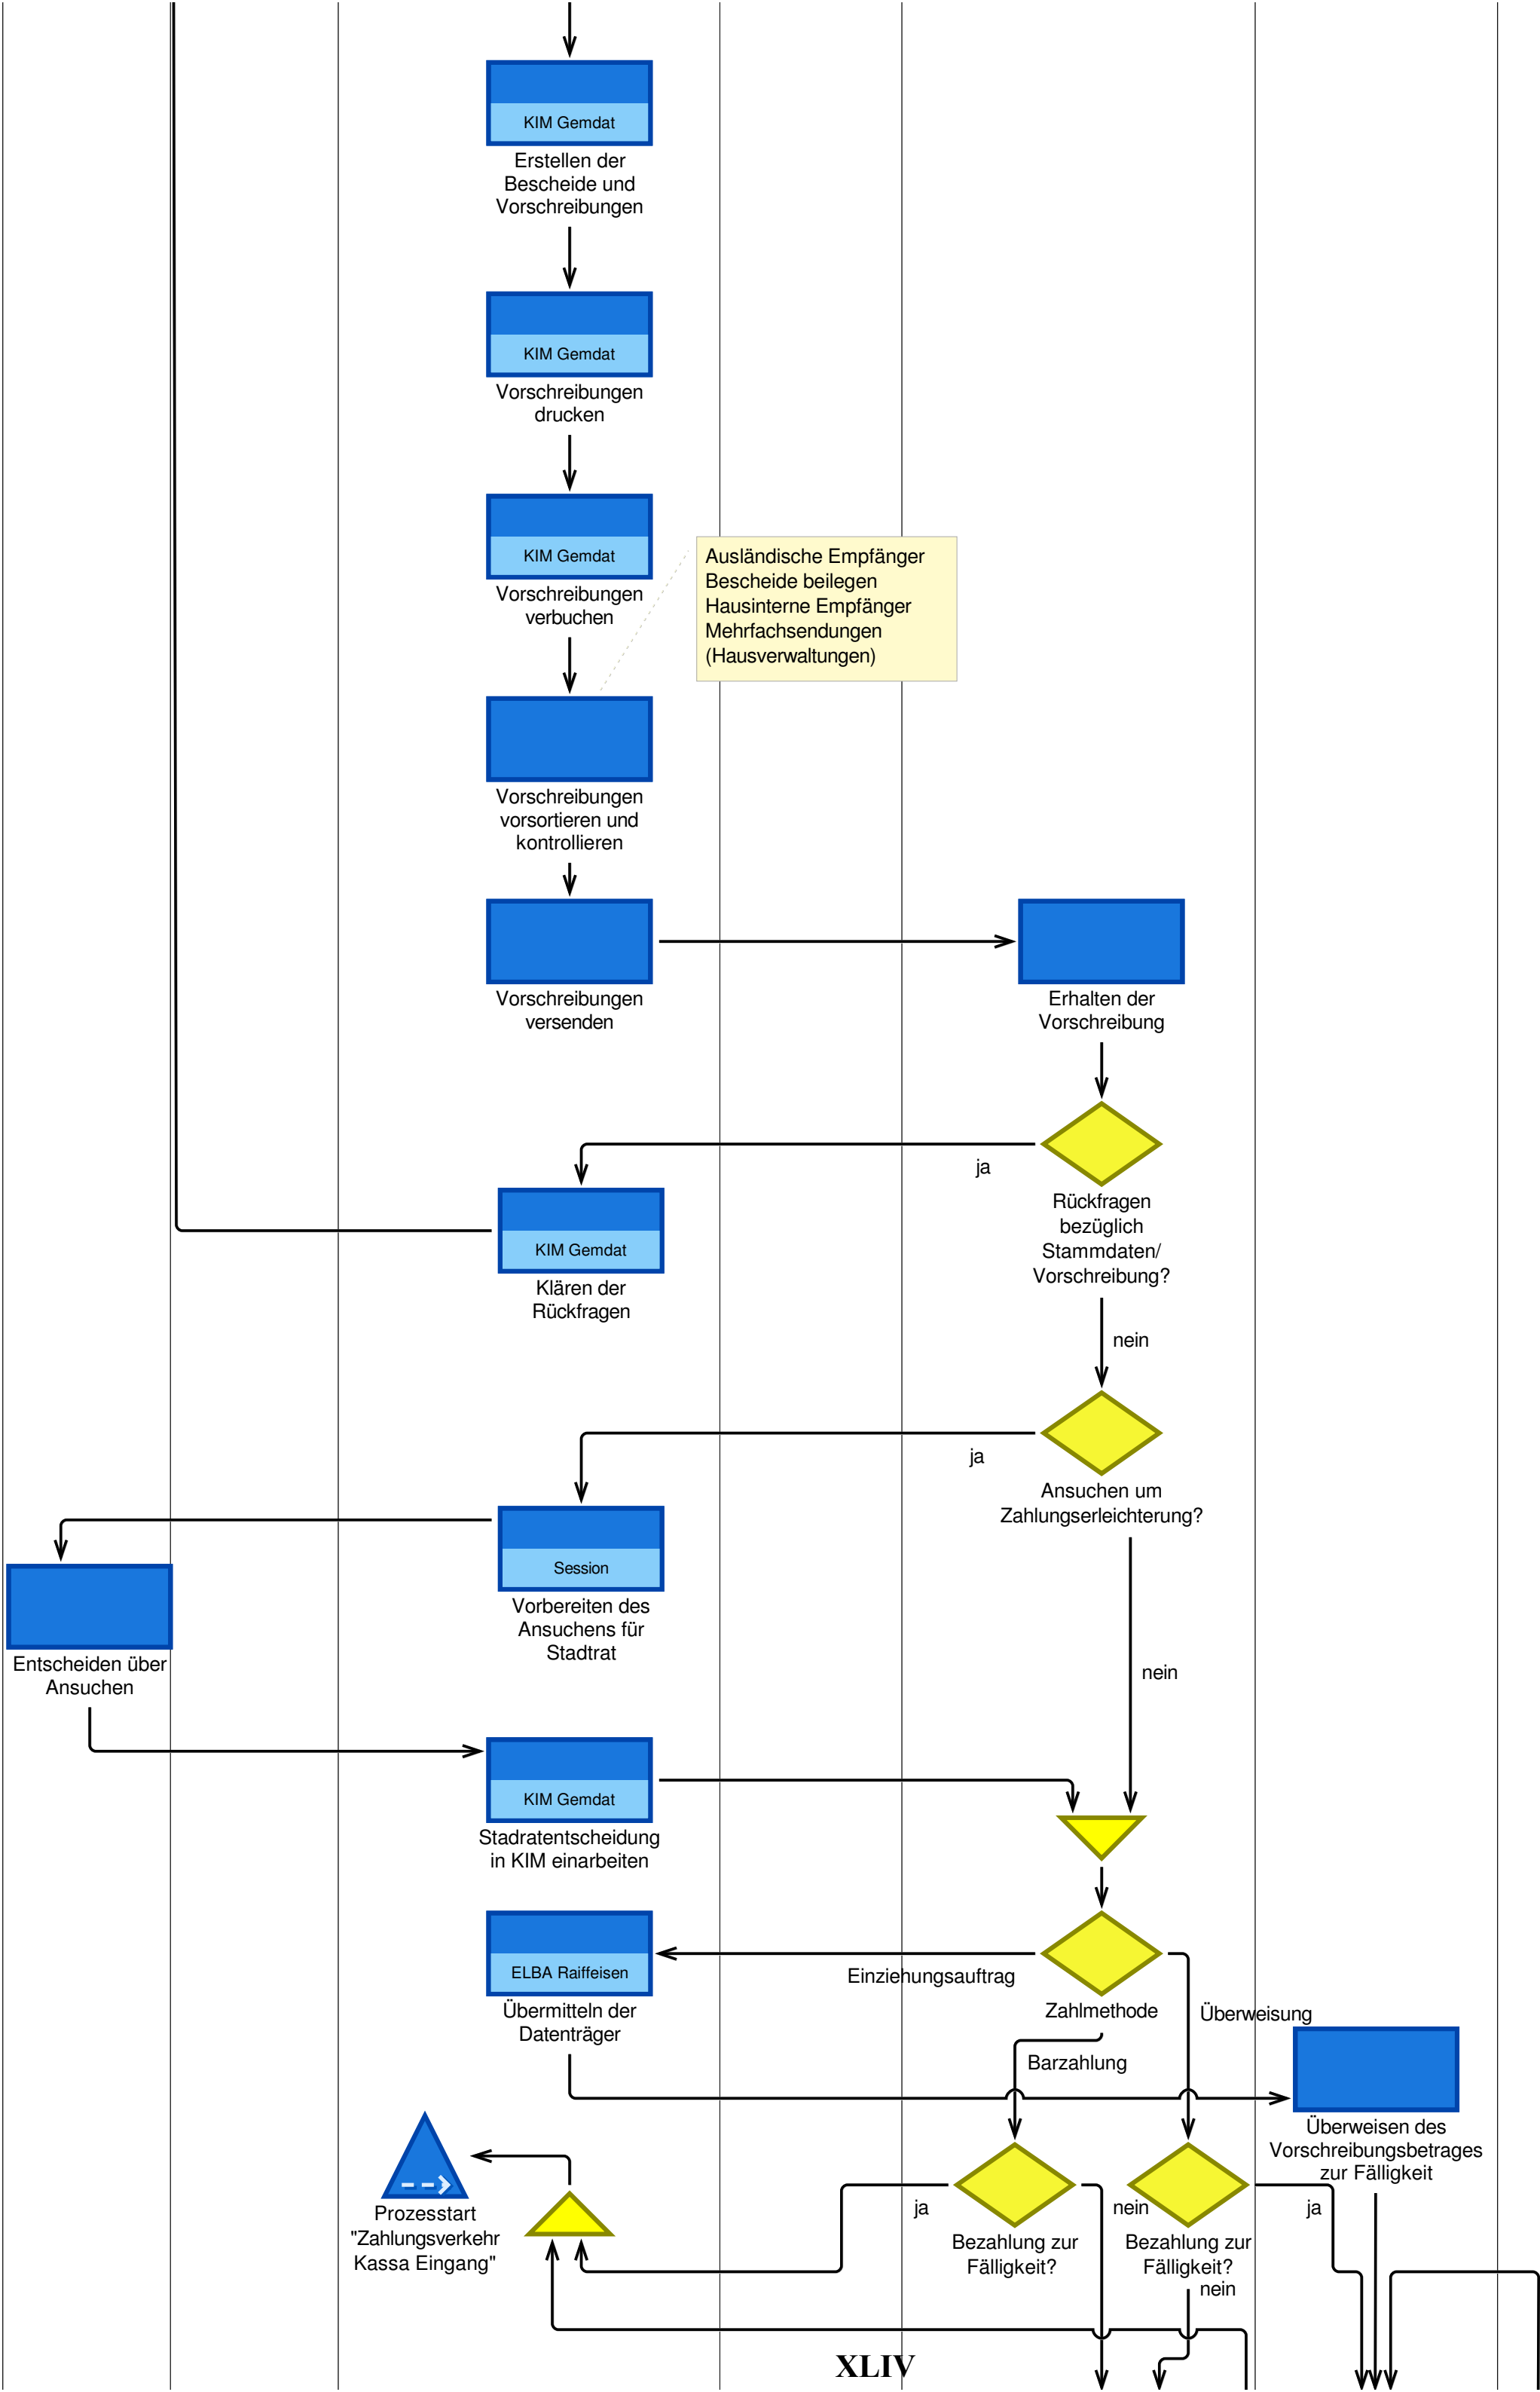 KIM Gemdat
Erstellen der
Bescheide und
Vorschreibungen
KIM Gemdat
Vorschreibungen
drucken
KIM Gemdat
Vorschreibungen
verbuchen
Ausländische Empfänger
Bescheide beilegen
Hausinterne Empfänger
Mehrfachsendungen
(Hausverwaltungen)
Vorschreibungen
vorsortieren und
kontrollieren
Vorschreibungen
versenden
Erhalten der
Vorschreibung
ja
Rückfragen
bezüglich
Stammdaten/
Vorschreibung?
KIM Gemdat
Klären der
Rückfragen
nein
ja
Ansuchen um
Zahlungserleichterung?
Session
Vorbereiten des
Ansuchens für
Stadtrat
Entscheiden über
Ansuchen
nein
KIM Gemdat
Stadratentscheidung
in KIM einarbeiten
ELBA Raiffeisen
Übermitteln der
Datenträger
Einziehungsauftrag
Zahlmethode
Überweisung
Barzahlung
Überweisen des
Vorschreibungsbetrages
zur Fälligkeit
Prozesstart
"Zahlungsverkehr
Kassa Eingang"
ja
Bezahlung zur
Fälligkeit?
nein
Bezahlung zur
Fälligkeit?
nein
ja
XLIV